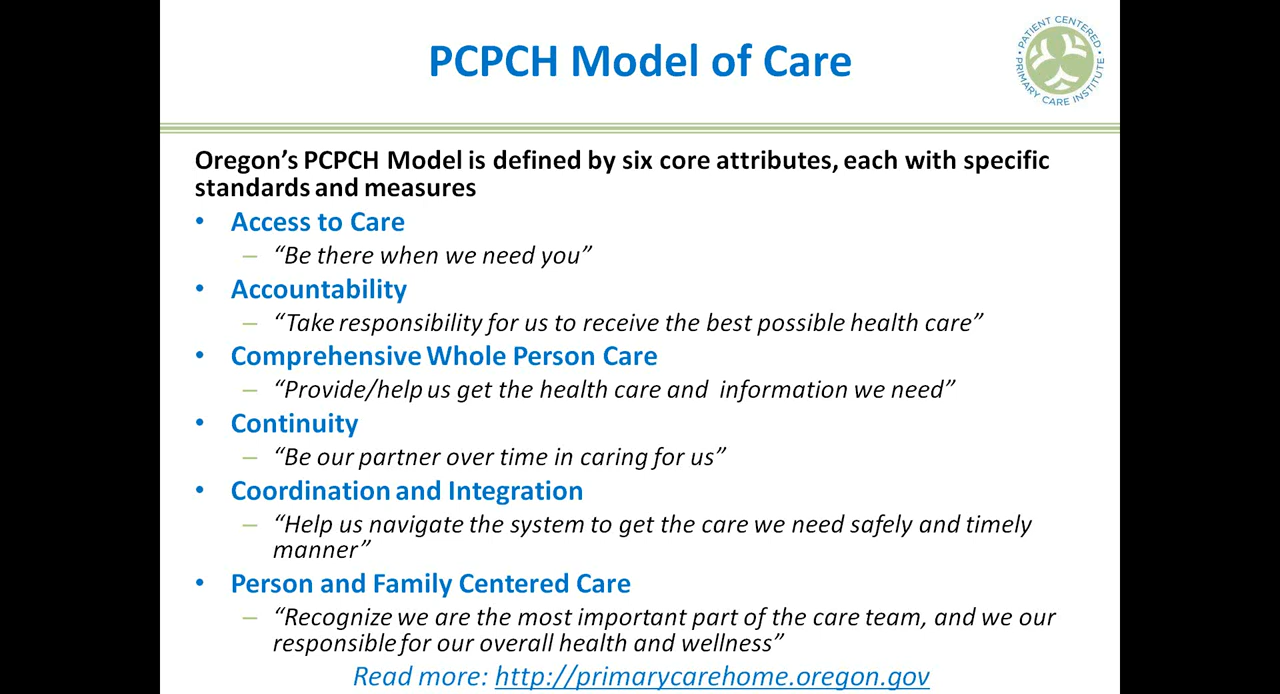 PCPCH Model of Care
PATIENT CENTERED
PRIMARY CARE INSTITUTE
Oregon’s PCPCH Model is defined by six core attributes, each with specific
standards and measures
• Access to Care
– “Be there when we need you”
• Accountability
– “Take responsibility for us to receive the best possible health care”
• Comprehensive Whole Person Care
– “Provide/help us get the health care and information we need”
• Continuity
– “Be our partner over time in caring for us”
• Coordination and Integration
– “Help us navigate the system to get the care we need safely and timely
manner”
• Person and Family Centered Care
– “Recognize we are the most important part of the care team, and we our
responsible for our overall health and wellness”
Read more: http://primarycarehome.oregon.gov